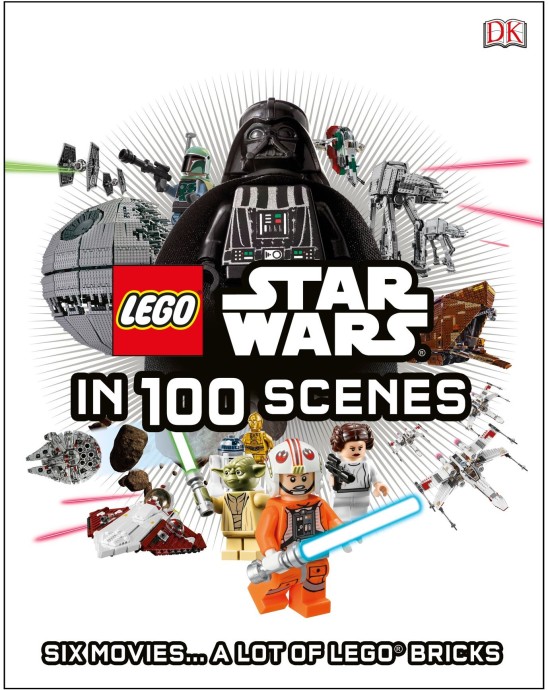 DK
LEGO
STAR
WARS®
IN 100 SCENES
SIX MOVIES... A LOT OF LEGO® BRICKS